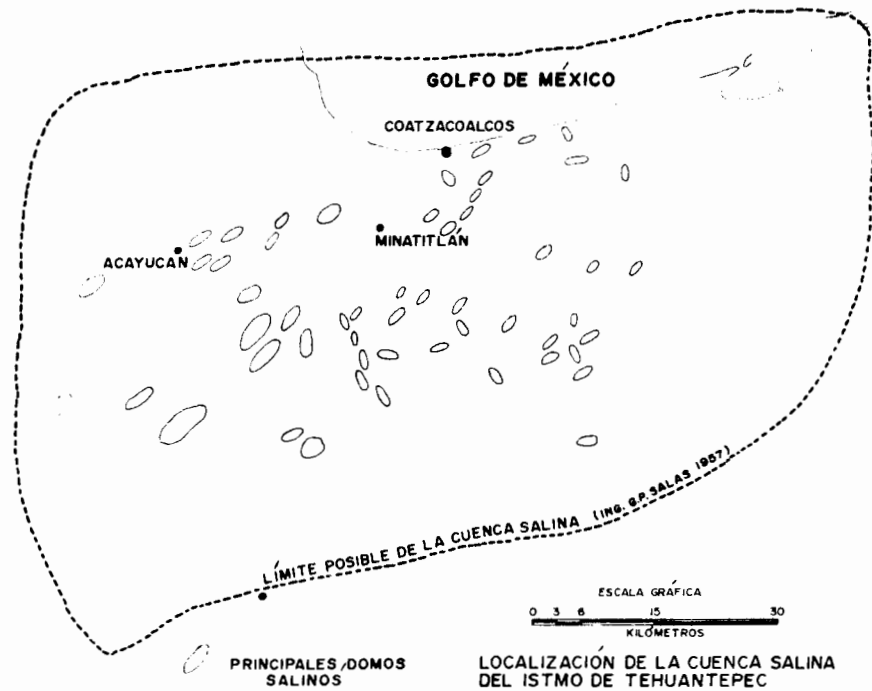 GOLFO DE MÉXICO
COATZACOALCOS
MINATITLÁN
ACAYUCAN
LÍMITE POSIBLE DE LA CUENCA SALINA (ING. G.P. SALAS 1957)
ESCALA GRÁFICA
0 3 6 15 30
KILÓMETROS
PRINCIPALES/DOMOS
SALINOS
LOCALIZACIÓN DE LA CUENCA SALINA
DEL ISTMO DE TEHUANTEPEC